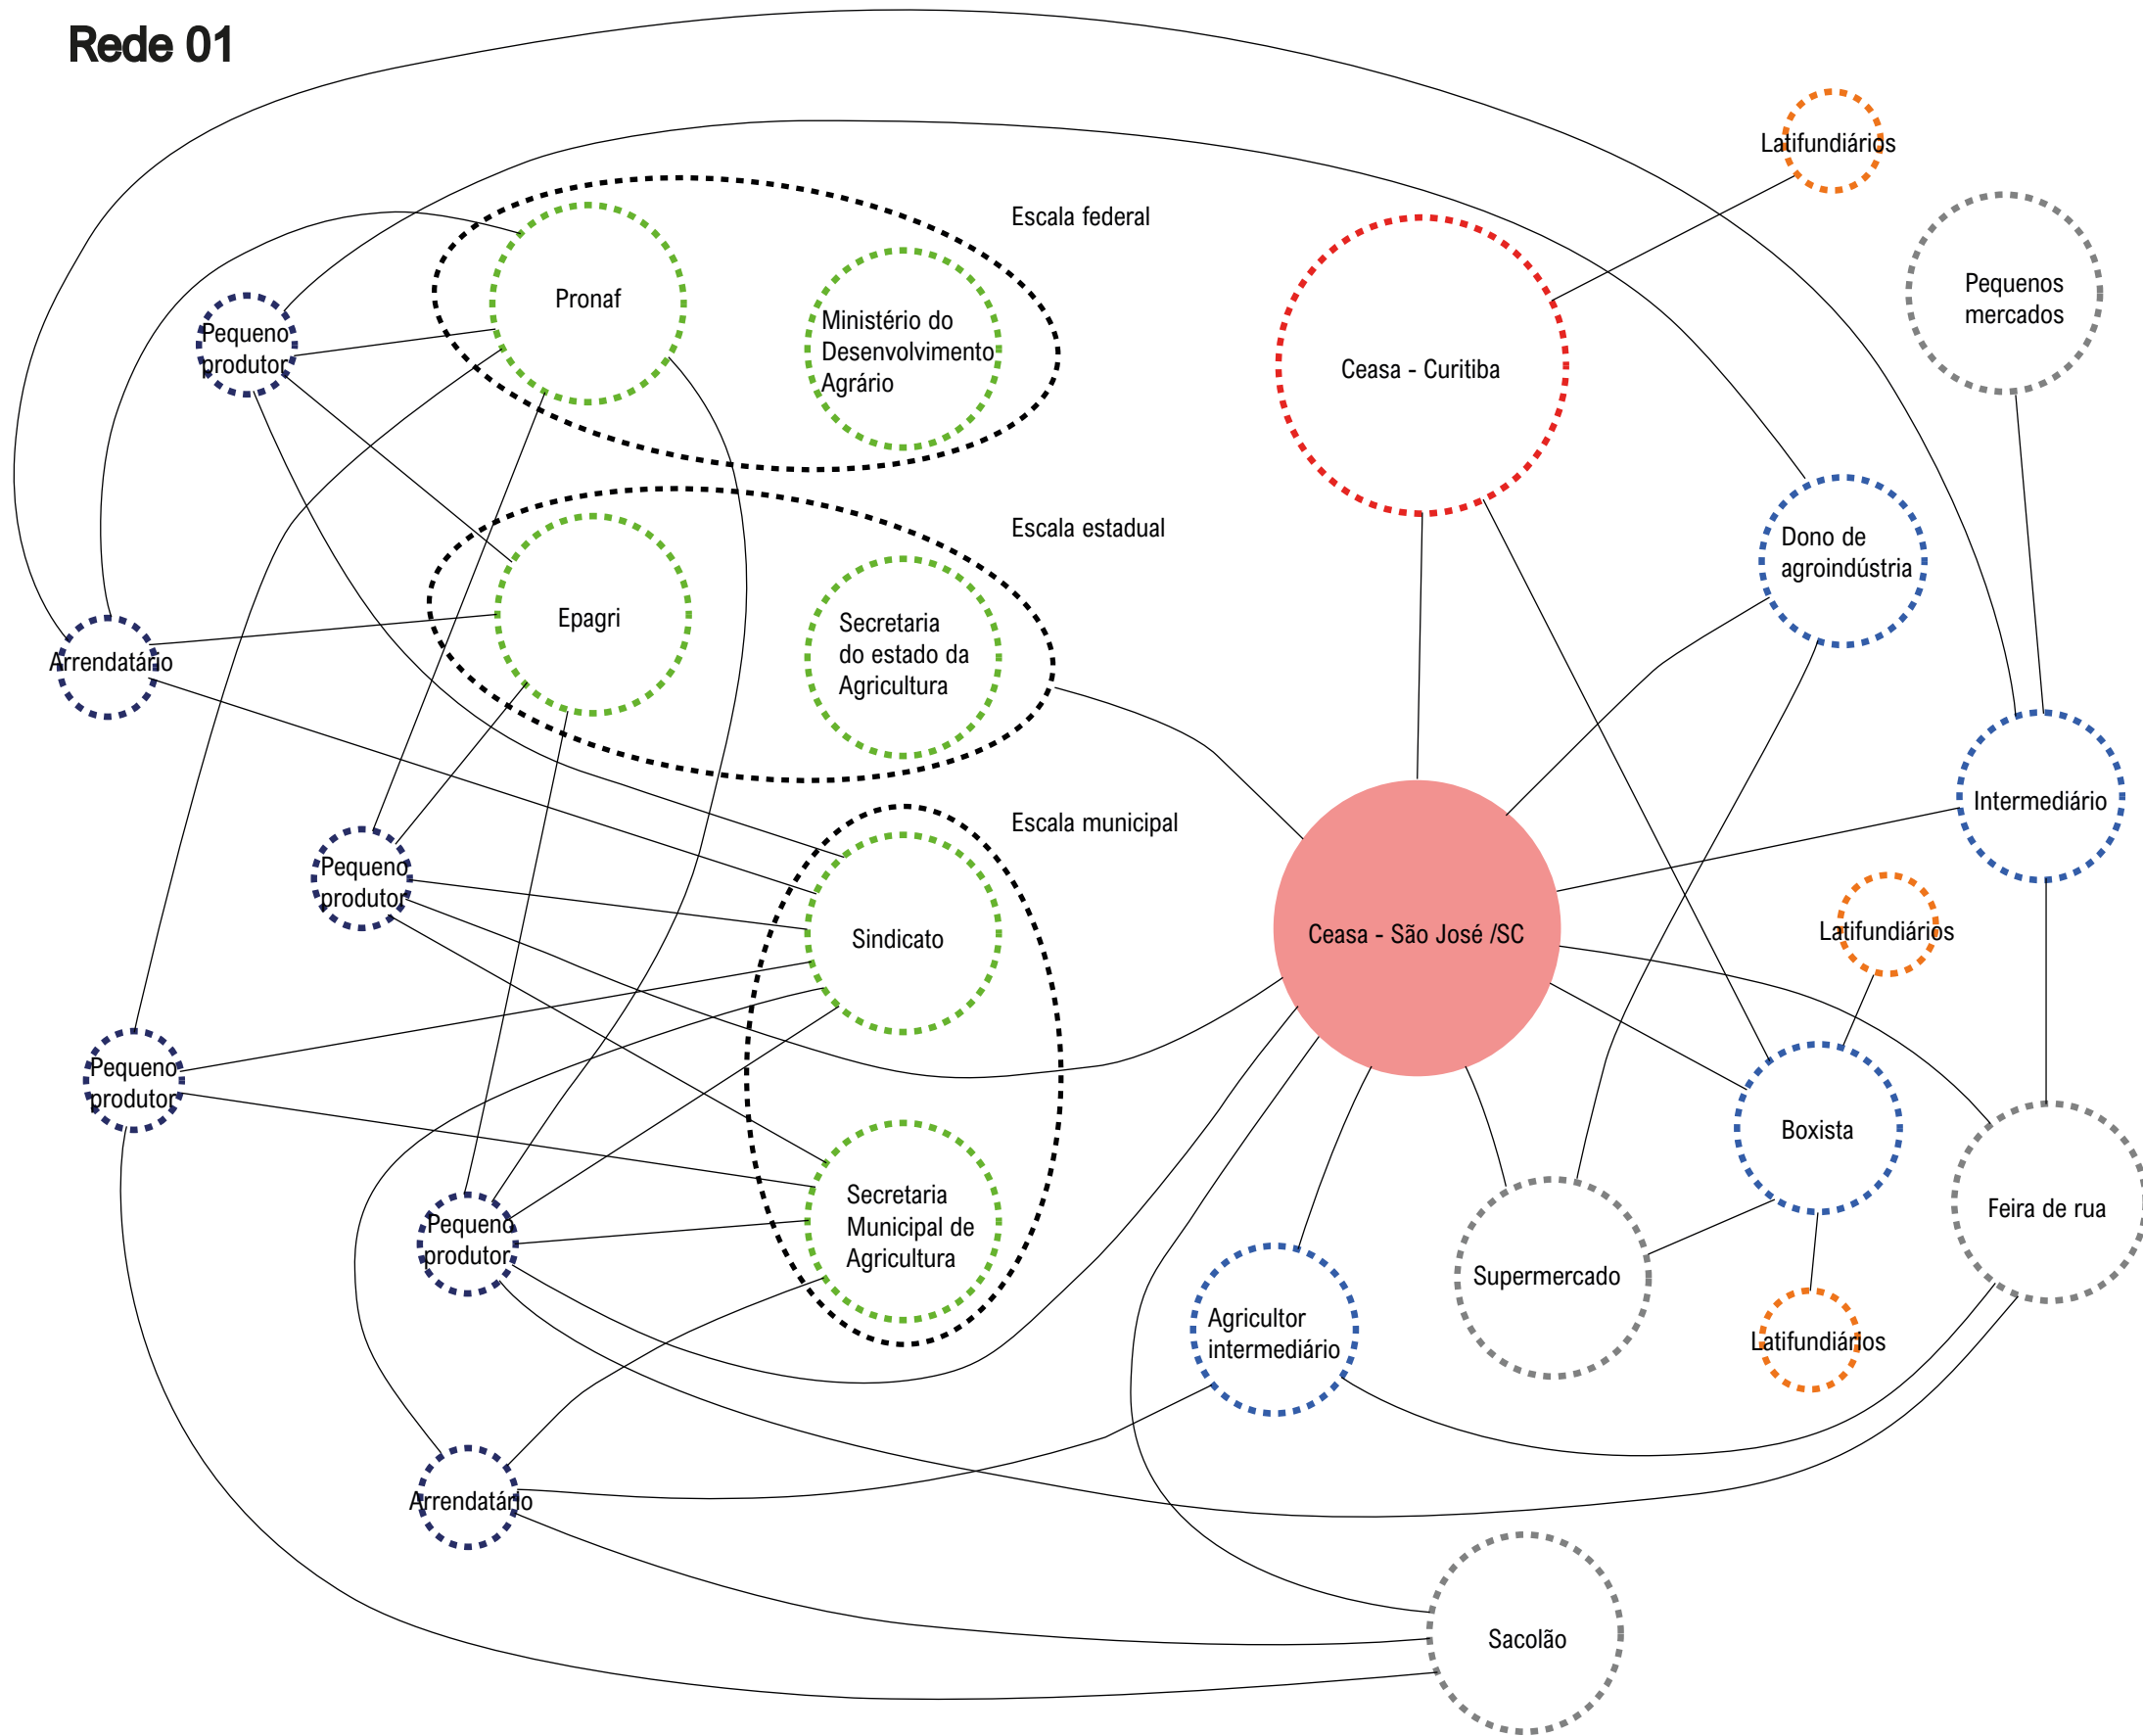 Rede 01
Latifundiários
Escala federal
Pequenos
mercados
Pronaf
Ministério do
Desenvolvimento
Agrário
Pequeno
produtor
Ceasa - Curitiba
Escala estadual
Dono de
agroindústria
Epagri
Secretaria
do estado da
Agricultura
Arrendatário
Intermediário
Escala municipal
Pequeno
produtor
Sindicato
Ceasa - São José /SC
Latifundiários
Pequeno
produtor
Boxista
Secretaria
Municipal de
Agricultura
Feira de rua
Pequeno
produtor
Supermercado
Agricultor
intermediário
Latifundiários
Arrendatário
Sacolão